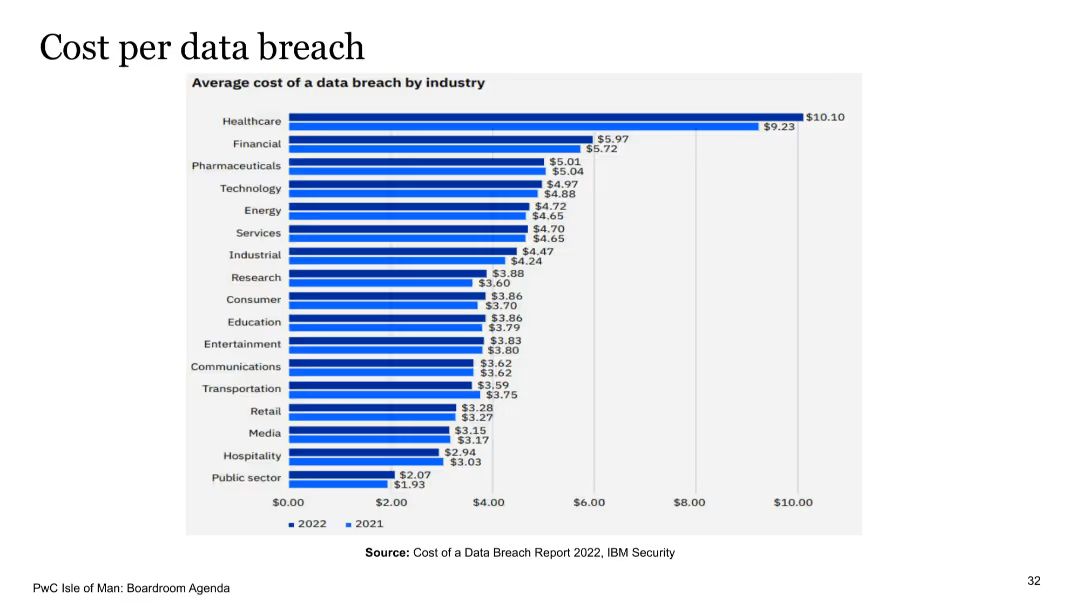 Cost per data breach
Average cost of a data breach by industry
Healthcare $10.10
$9.23
Financial $5.97
$5.72
Pharmaceuticals $5.01
$5.04
Technology $4.97
$4.88
Energy $4.72
$4.65
Services $4.70
$4.65
Industrial $4.47
$4.24
Research $3.88
$3.60
Consumer $3.86
$3.70
Education $3.86
$3.79
Entertainment $3.83
$3.80
Communications $3.62
$3.62
Transportation $3.59
$3.75
Retail $3.28
$3.27
Media $3.15
$3.17
Hospitality $2.94
$3.03
Public sector $2.07
$1.93
$0.00 $2.00 $4.00 $6.00 $8.00 $10.00
2022 2021
Source: Cost of a Data Breach Report 2022, IBM Security
PwC Isle of Man: Boardroom Agenda
32